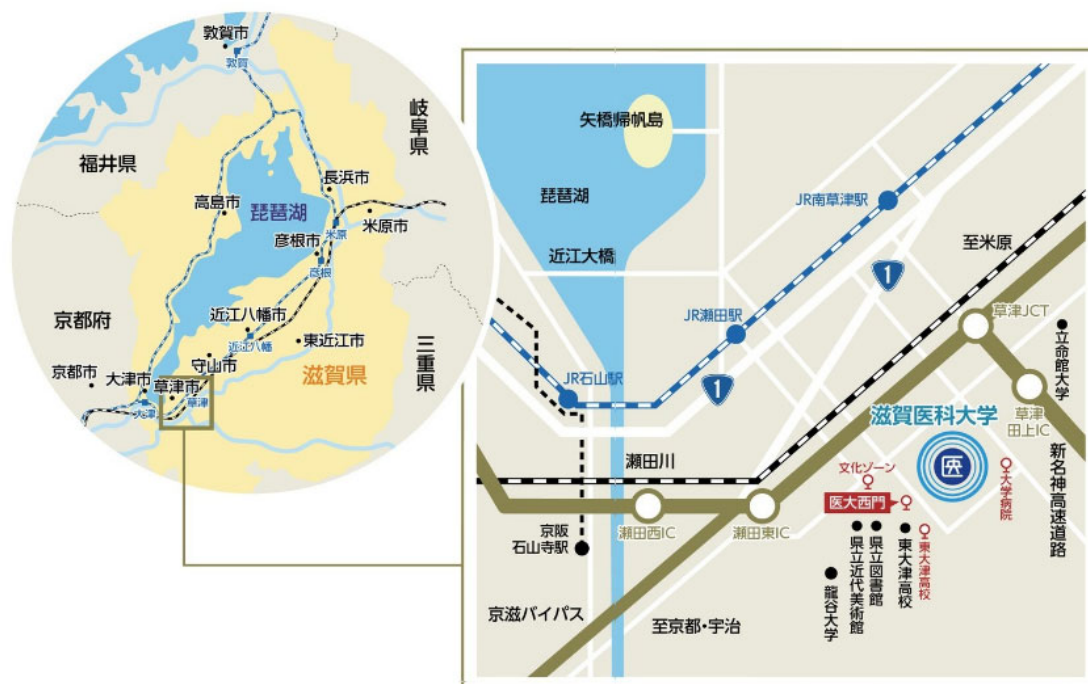 敦賀市
敦賀
岐阜県
福井県
長浜市
高島市
琵琶湖
米原
米原市
彦根市
彦根
京都府
近江八幡市
近江八幡
東近江市
三重県
守山市
滋賀県
京都市
大津市
草津市
草津
大津
矢橋帰帆島
琵琶湖
JR南草津駅
近江大橋
至米原
1
草津JCT
JR瀬田駅
立命館大学
JR石山駅
1
滋賀医科大学
草津
田上IC
医
瀬田川
文化ゾーン
大学病院
新名神高速道路
医大西門
瀬田西IC
瀬田東IC
京阪
石山寺駅
県立近代美術館
県立図書館
東大津高校
東大津高校
龍谷大学
京滋バイパス
至京都・宇治